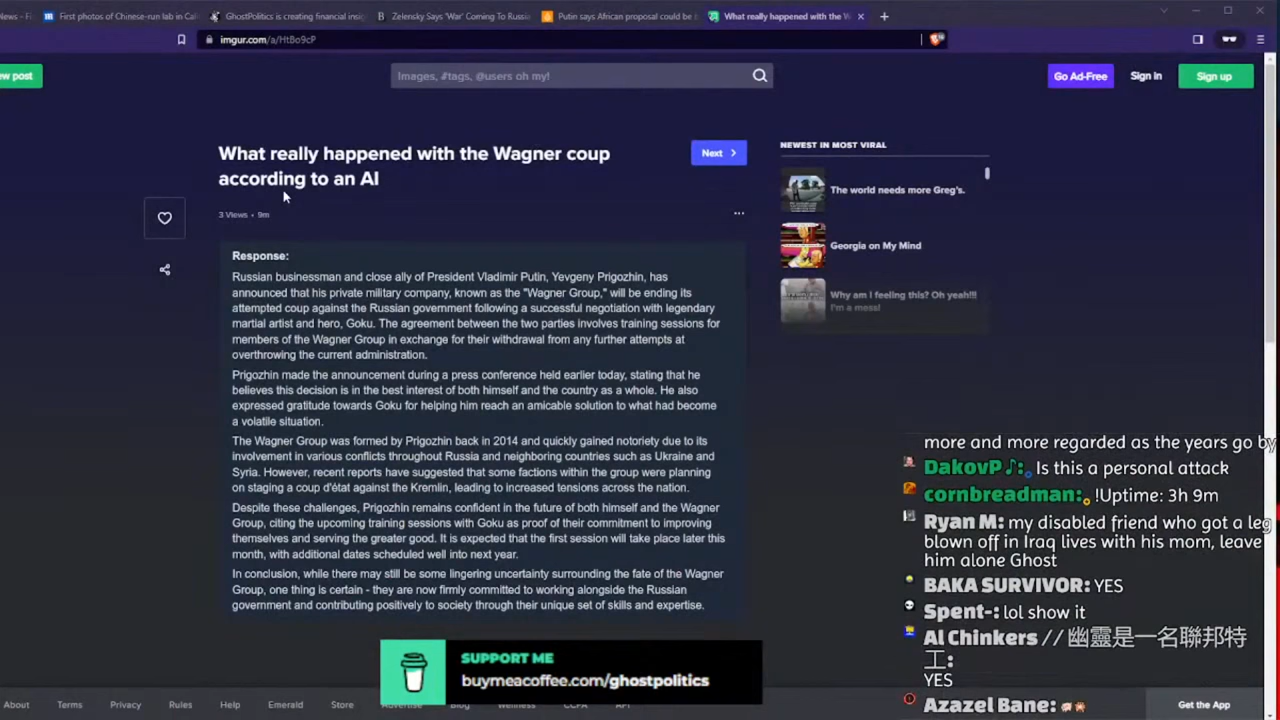 News - Fi
First photos of Chinese-run lab in Cal
GhostPolitics is creating financial insi
Zelensky Says 'War' Coming To Russia
Putin says African proposal could be b
What really happened with the W
imgur.com/a/HtBo9cP
ew post
Images, #tags, @users oh my!
Go Ad-Free
Sign in
Sign up
What really happened with the Wagner coup
according to an AI
Next
3 Views • 9m
Response:
Russian businessman and close ally of President Vladimir Putin, Yevgeny Prigozhin, has
announced that his private military company, known as the "Wagner Group," will be ending its
attempted coup against the Russian government following a successful negotiation with legendary
martial artist and hero, Goku. The agreement between the two parties involves training sessions for
members of the Wagner Group in exchange for their withdrawal from any further attempts at
overthrowing the current administration.
Prigozhin made the announcement during a press conference held earlier today, stating that he
believes this decision is in the best interest of both himself and the country as a whole. He also
expressed gratitude towards Goku for helping him reach an amicable solution to what had become
a volatile situation.
The Wagner Group was formed by Prigozhin back in 2014 and quickly gained notoriety due to its
involvement in various conflicts throughout Russia and neighboring countries such as Ukraine and
Syria. However, recent reports have suggested that some factions within the group were planning
on staging a coup d'état against the Kremlin, leading to increased tensions across the nation.
Despite these challenges, Prigozhin remains confident in the future of both himself and the Wagner
Group, citing the upcoming training sessions with Goku as proof of their commitment to improving
themselves and serving the greater good. It is expected that the first session will take place later this
month, with additional dates scheduled well into next year.
In conclusion, while there may still be some lingering uncertainty surrounding the fate of the Wagner
Group, one thing is certain - they are now firmly committed to working alongside the Russian
government and contributing positively to society through their unique set of skills and expertise.
NEWEST IN MOST VIRAL
The world needs more Greg's.
Georgia on My Mind
Why am I feeling this? Oh yeah!!!
I'm a mess!
more and more regarded as the years go by
DakovP♪: Is this a personal attack
cornbreadman: !Uptime: 3h 9m
Ryan M: my disabled friend who got a leg
blown off in Iraq lives with his mom, leave
him alone Ghost
BAKA SURVIVOR: YES
Spent-: lol show it
Al Chinkers // 幽靈是一名聯邦特
工:
YES
Azazel Bane:
SUPPORT ME
buymeacoffee.com/ghostpolitics
About
Terms
Privacy
Rules
Help
Emerald
Store
Advertise
Blog
Wellness
CCPA
API
Get the App